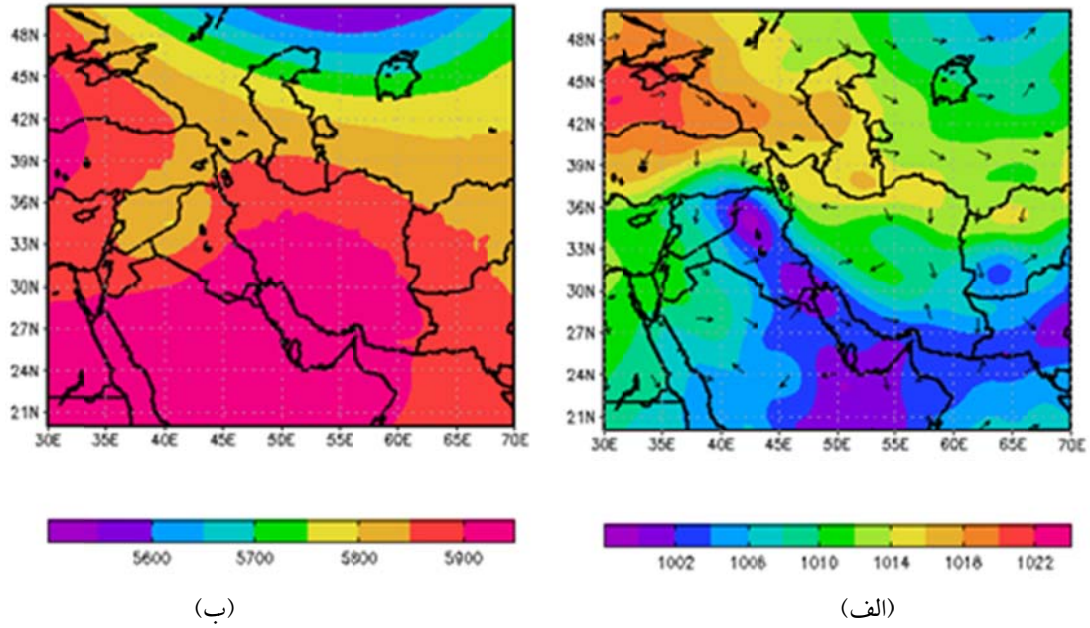 48N 45N 42N 39N 36N 33N 30N 27N 24N 21N
30E 35E 40E 45E 50E 55E 60E 65E 70E
5600 5700 5800 5900
(ب)
48N 45N 42N 39N 36N 33N 30N 27N 24N 21N
30E 35E 40E 45E 50E 55E 60E 65E 70E
1002 1006 1010 1014 1018 1022
(الف)